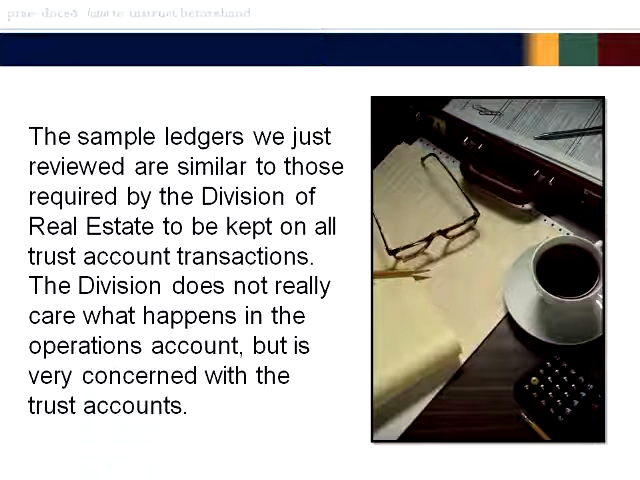 The sample ledgers we just
reviewed are similar to those
required by the Division of
Real Estate to be kept on all
trust account transactions.
The Division does not really
care what happens in the
operations account, but is
very concerned with the
trust accounts.